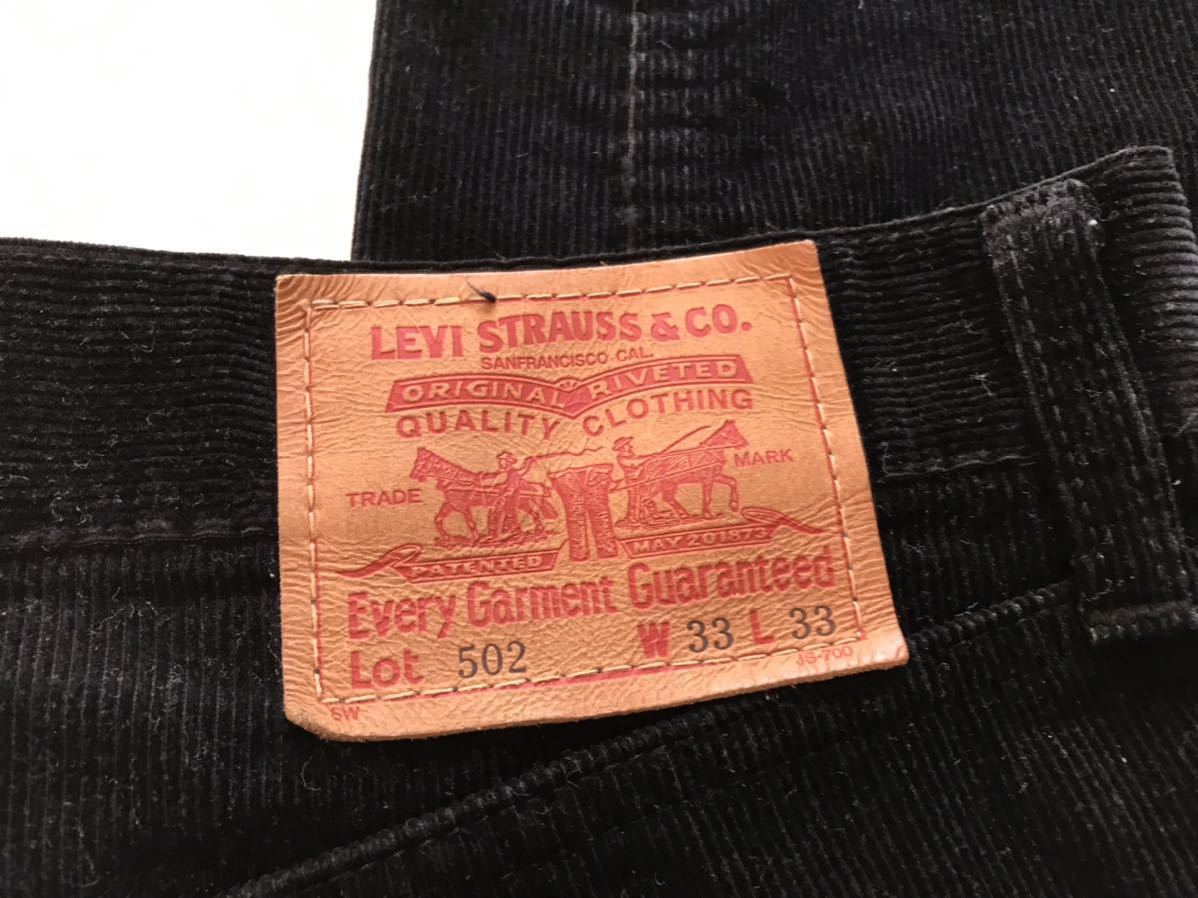 LEVI STRAUSS & CO.
SANFRANCISCO CAL.
ORIGINAL RIVETED
QUALITY CLOTHING
TRADE MARK
PATENTED MAY 20 1873
Every Garment Guaranteed
Lot 502 W 33 L 33
SW JS-700